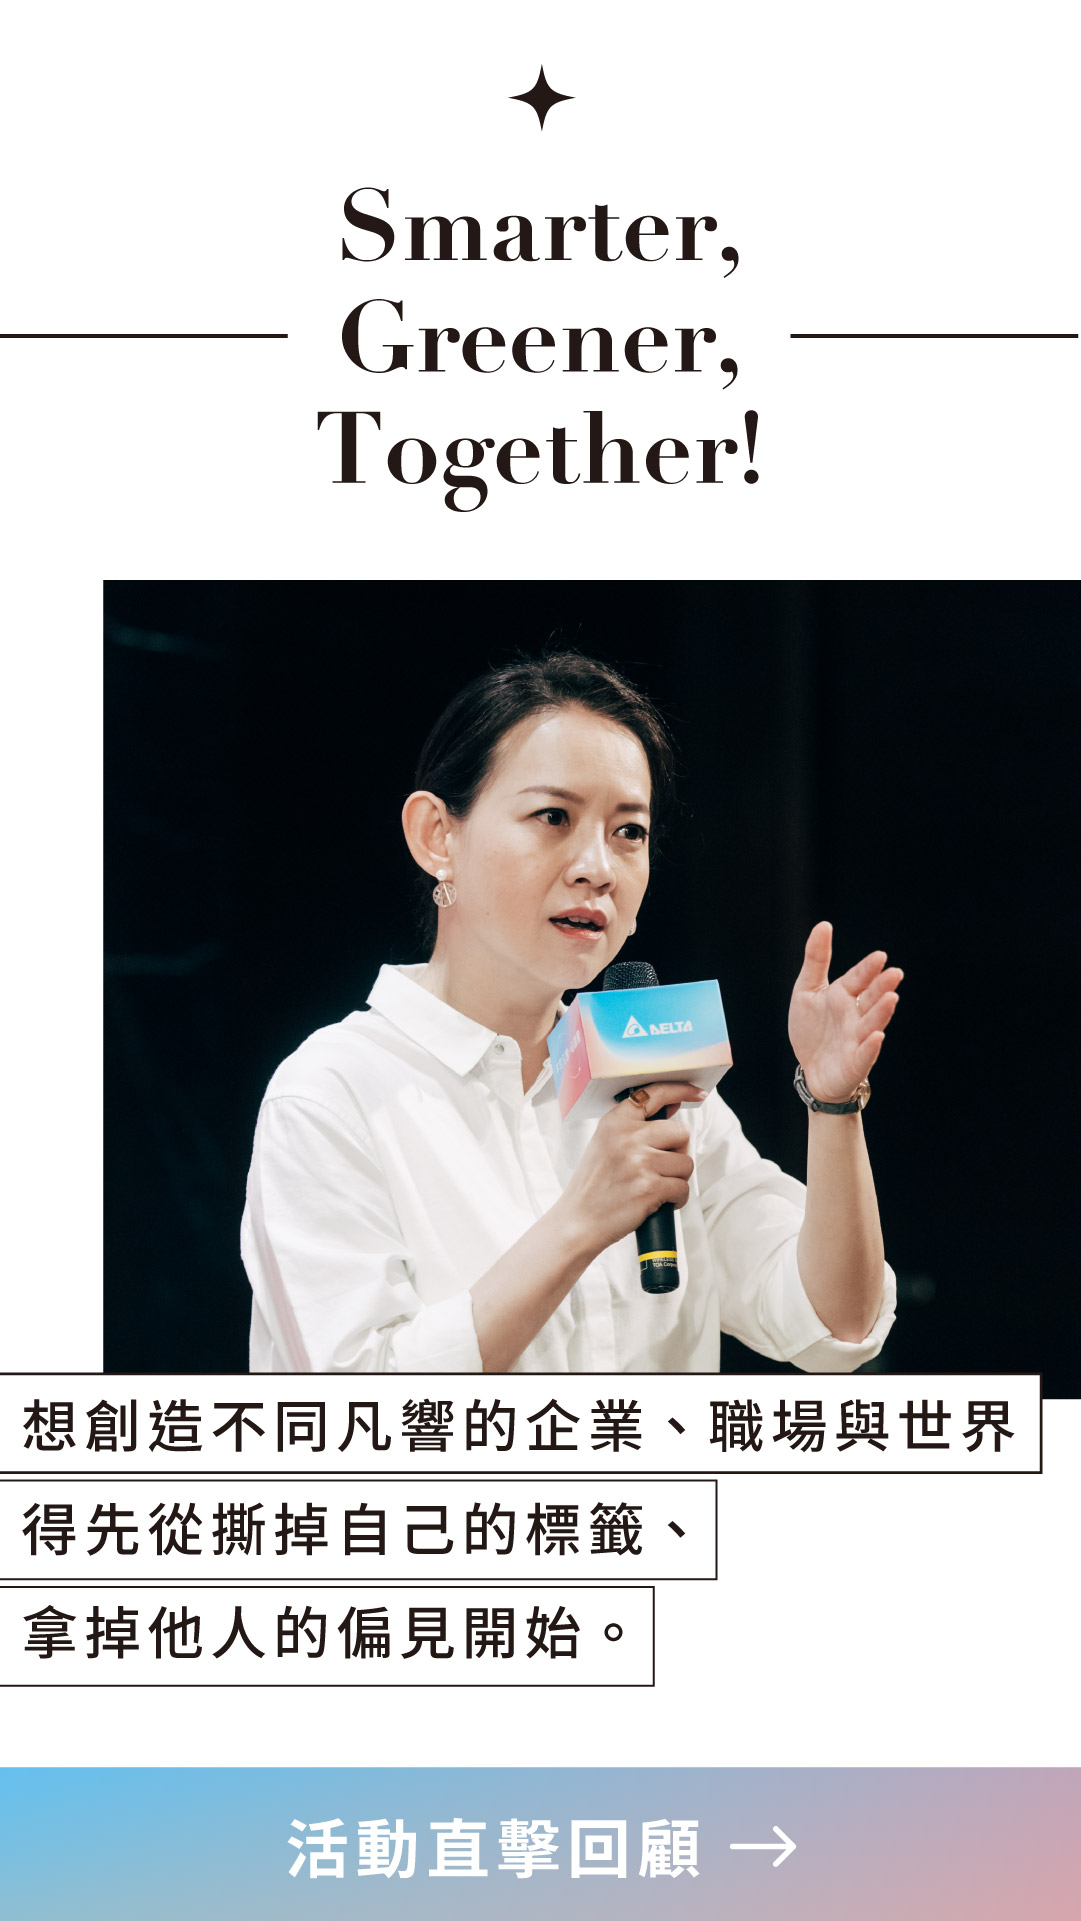 Smarter,
Greener,
Together!
DELTA
想創造不同凡響的企業、職場與世界
得先從撕掉自己的標籤、
拿掉他人的偏見開始。
活動直擊回顧 →